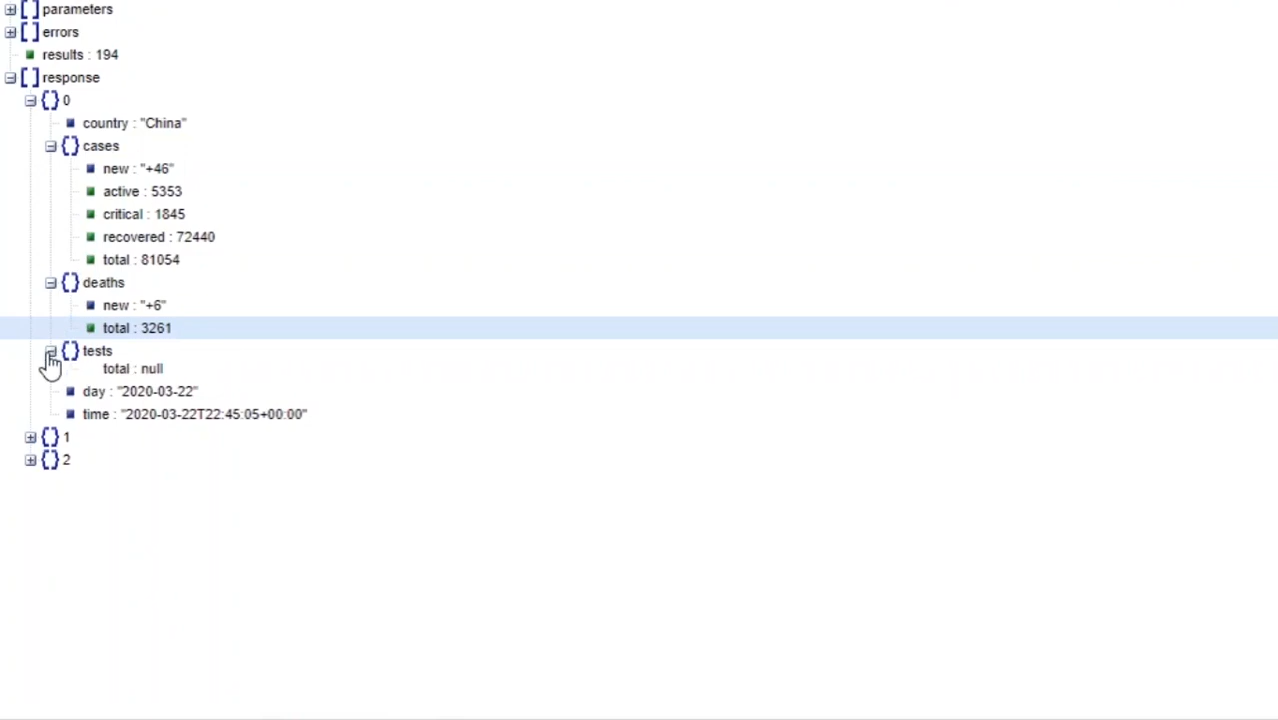 [] parameters
[] errors
results : 194
[] response
{} 0
country : "China"
{} cases
new : "+46"
active : 5353
critical : 1845
recovered : 72440
total : 81054
{} deaths
new : "+6"
total : 3261
{} tests
total : null
day : "2020-03-22"
time : "2020-03-22T22:45:05+00:00"
{} 1
{} 2